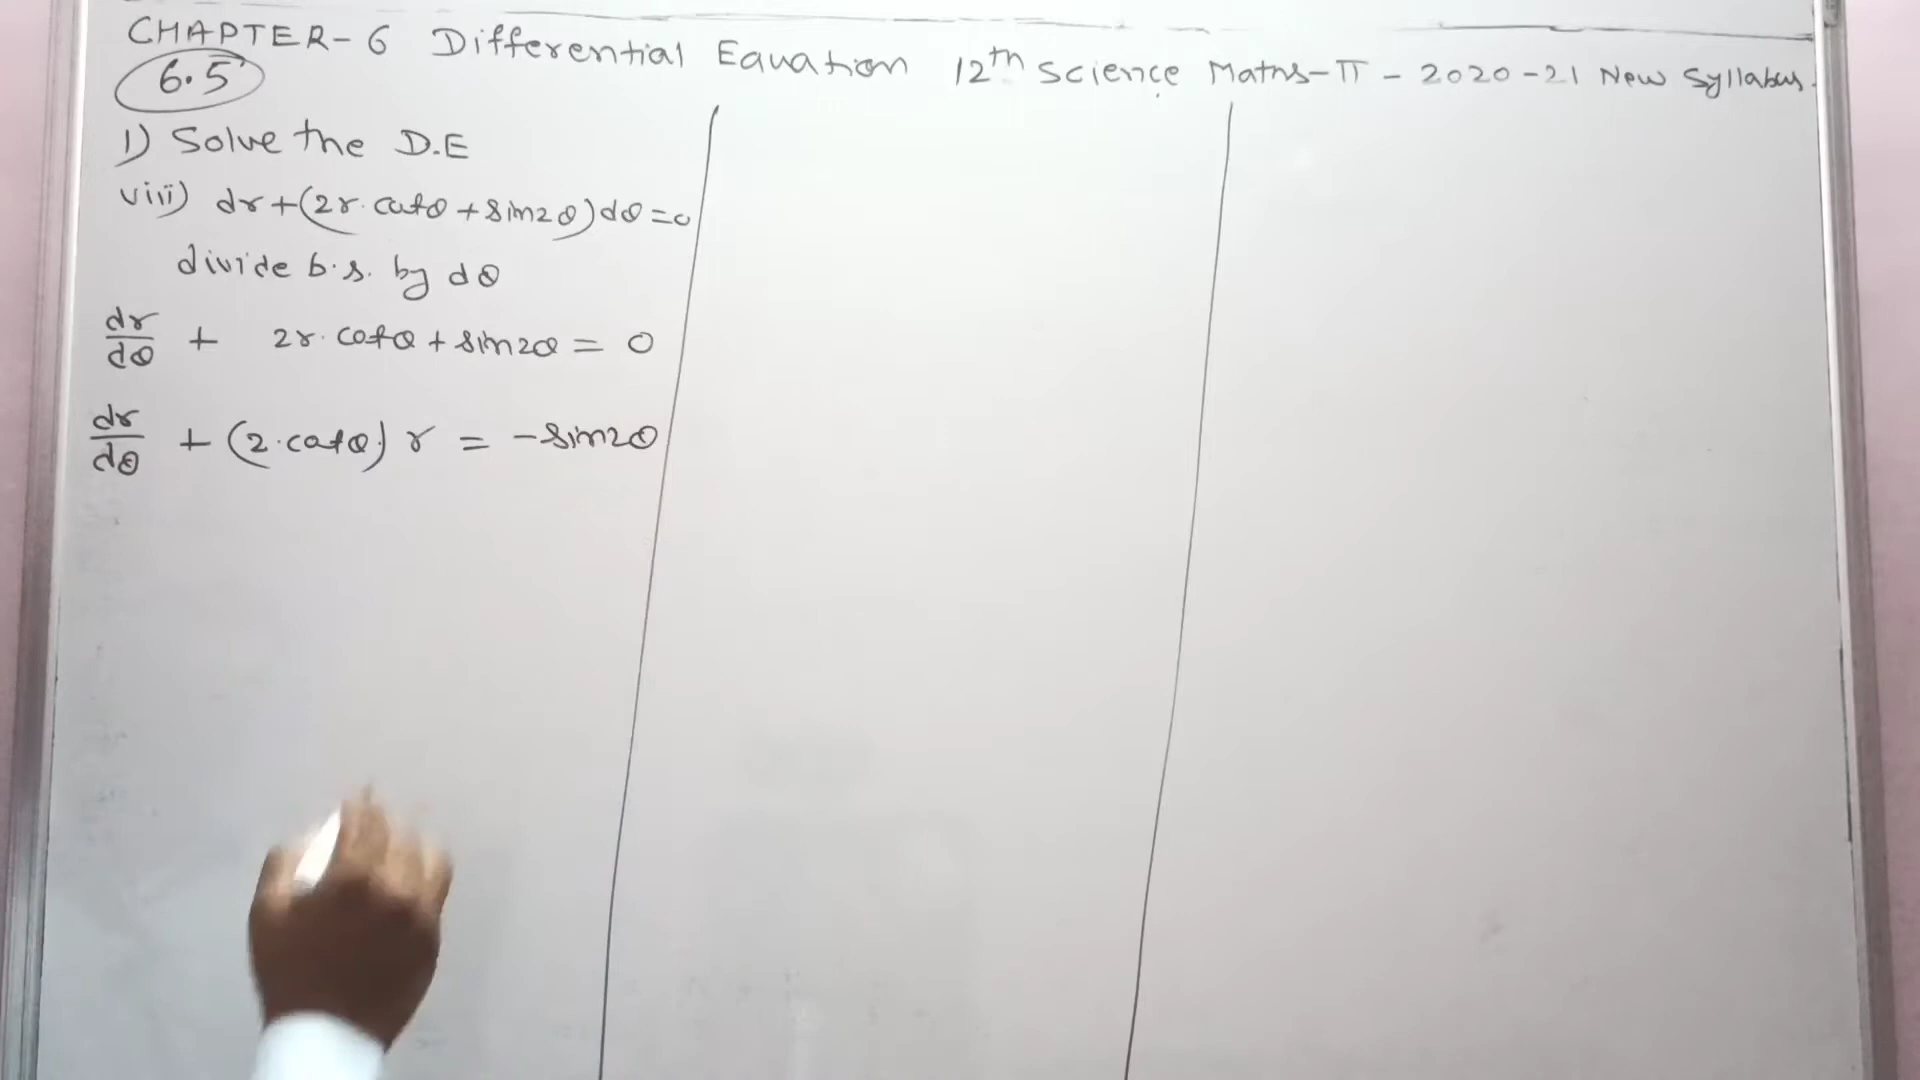 CHAPTER-6 Differential Equation 12th Science Maths-II - 2020-21 New Syllabus.
6.5
1) Solve the D.E
viii) dr+(2r.cotθ+sin2θ)dθ=0
divide b.s. by dθ
dr/dθ + 2r.cotθ+sin2θ = 0
dr/dθ + (2.cotθ) r = -sin2θ